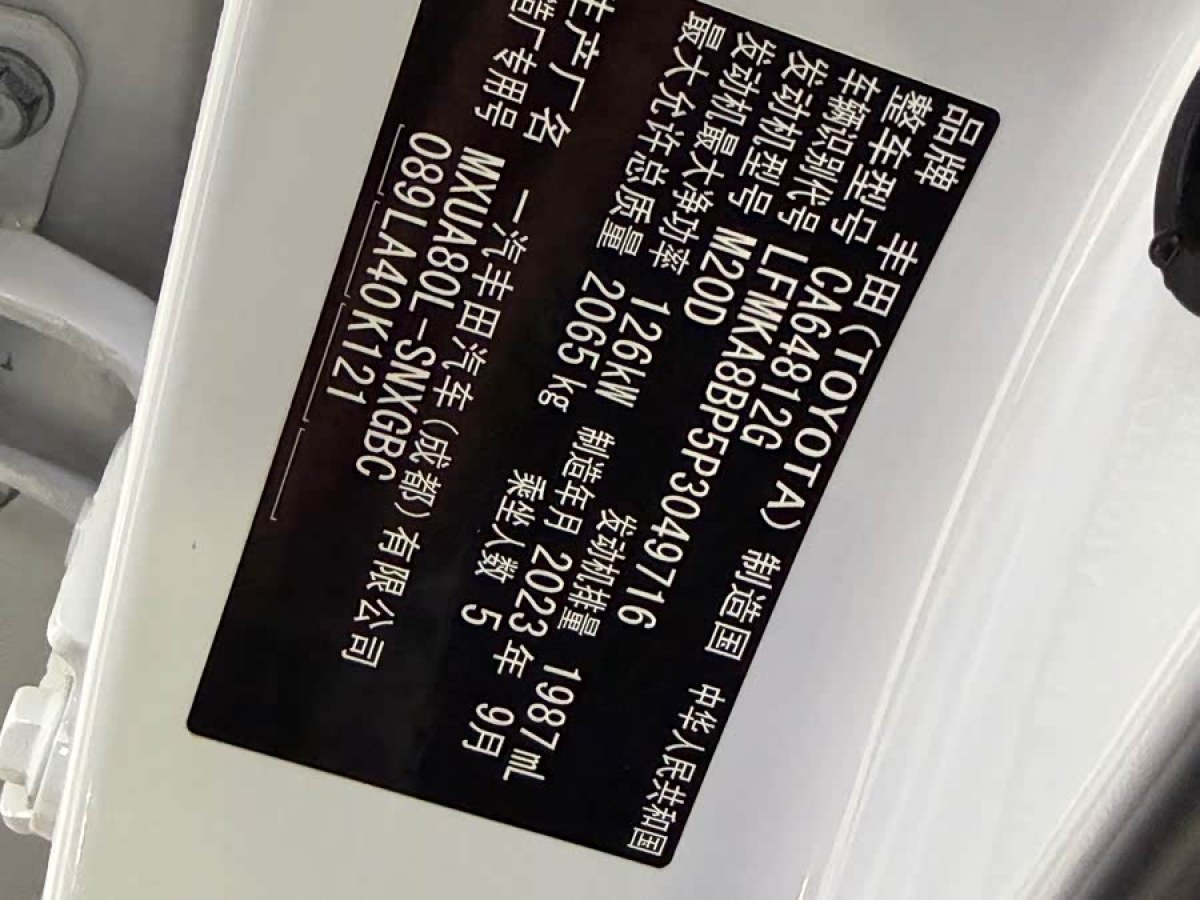 品牌 丰田(TOYOTA) 制造国 中华人民共和国
整车型号 CA64812G
车辆识别代号 LFMKA8BP5P3049716
发动机型号 M20D 发动机排量 1987mL
发动机最大净功率 126kW 制造年月 2023年 9月
最大允许总质量 2065kg 乘坐人数 5
生产厂名 一汽丰田汽车(成都)有限公司
造厂专用号 MXUA80L-SNXGBC
089LA40K121